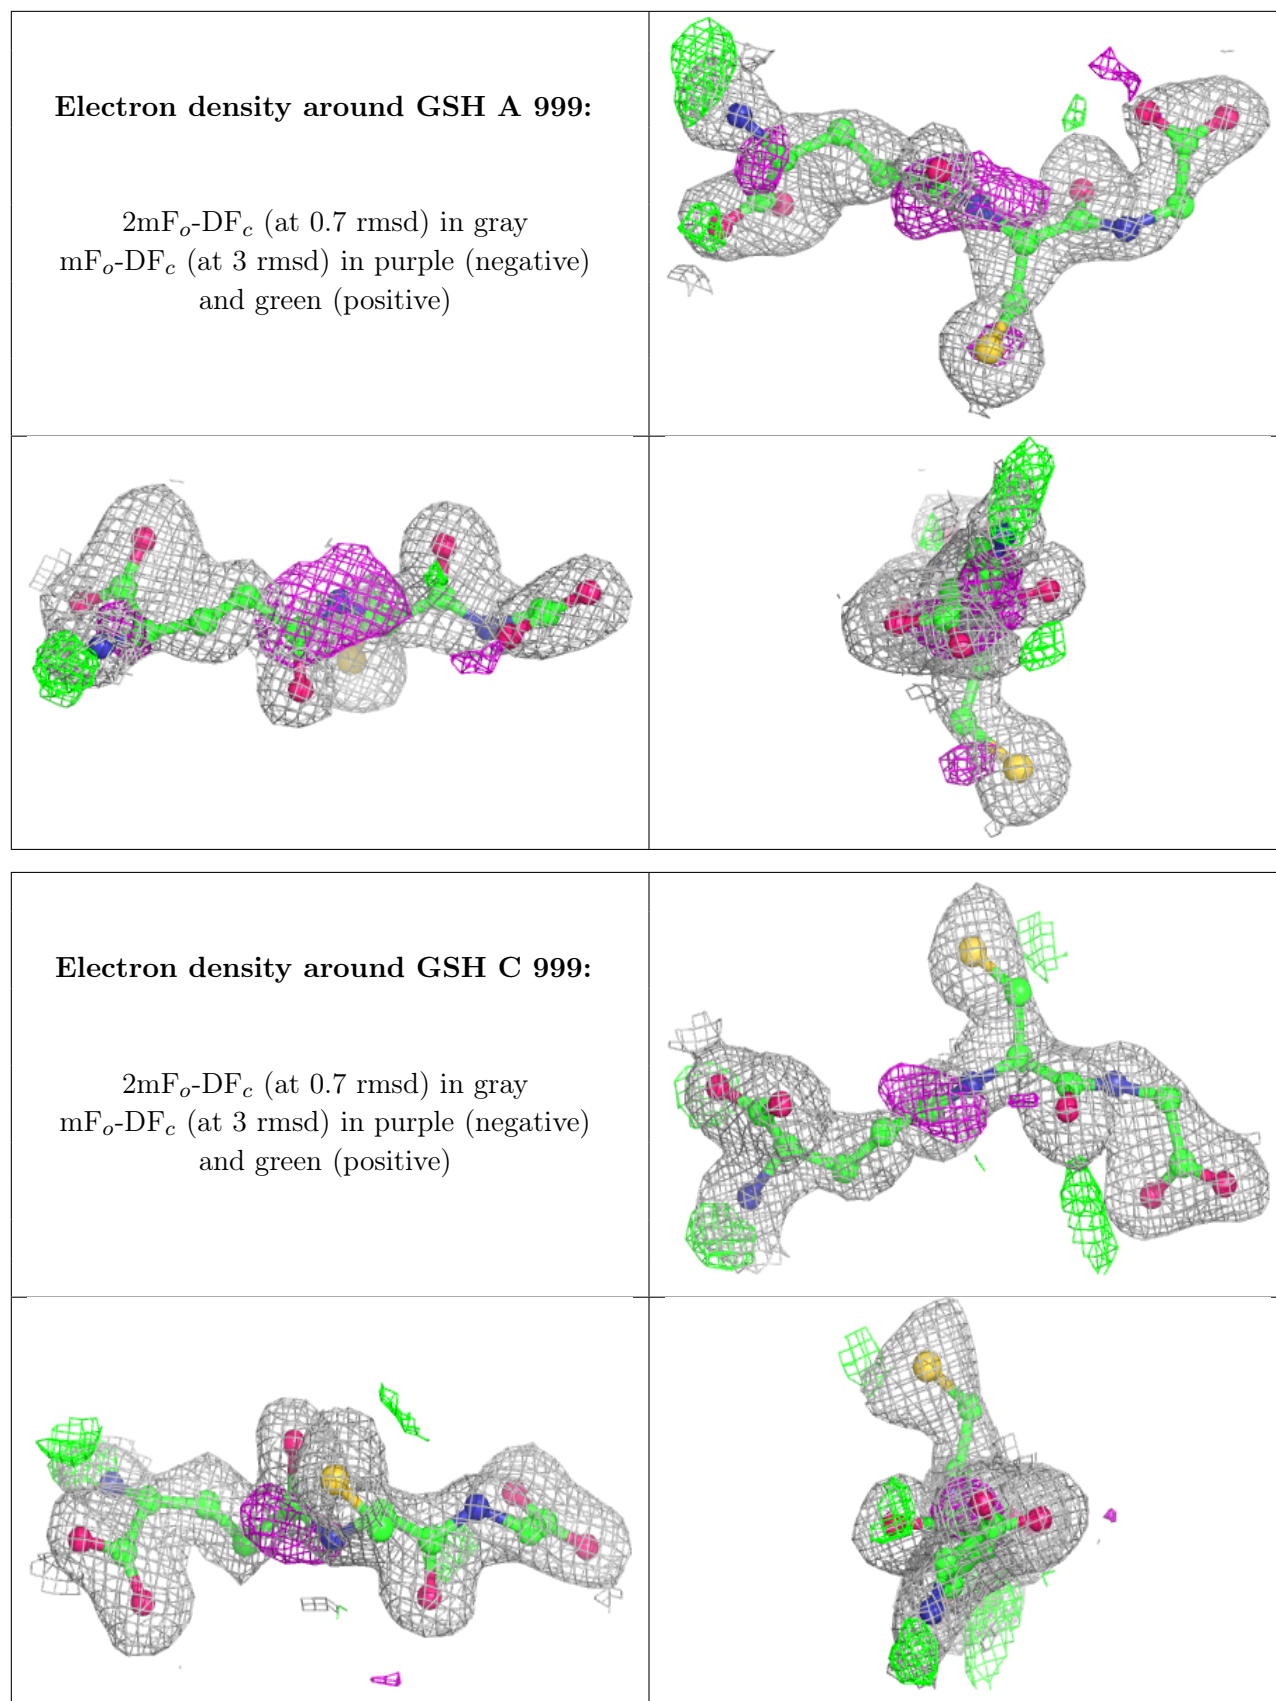 Electron density around GSH A 999:
2mFₒ-DF𝒸 (at 0.7 rmsd) in gray
mFₒ-DF𝒸 (at 3 rmsd) in purple (negative)
and green (positive)
Electron density around GSH C 999:
2mFₒ-DF𝒸 (at 0.7 rmsd) in gray
mFₒ-DF𝒸 (at 3 rmsd) in purple (negative)
and green (positive)